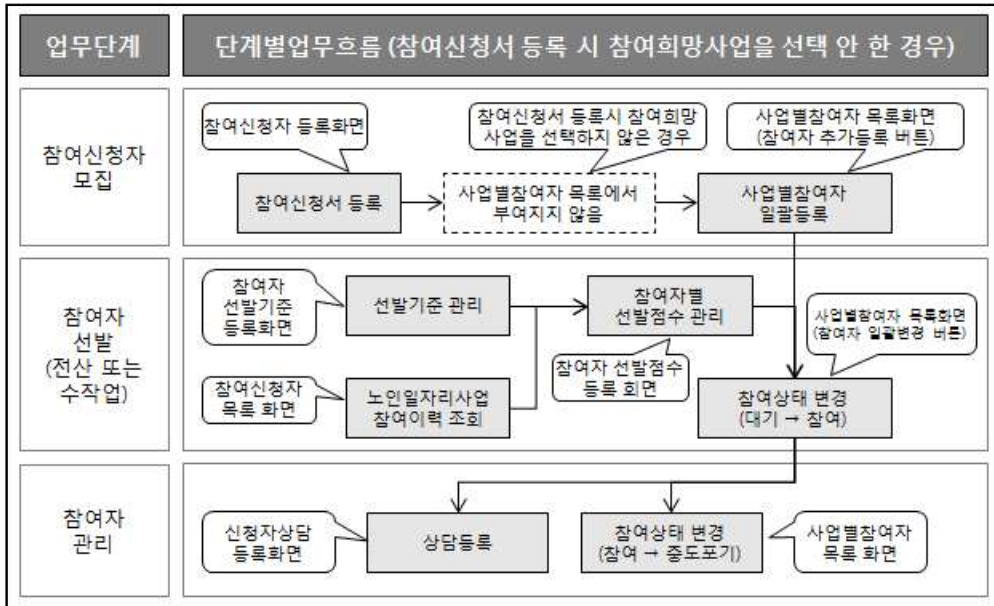 업무단계
단계별업무흐름 (참여신청서 등록 시 참여희망사업을 선택 안 한 경우)
참여신청자
모집
참여신청자 등록화면
참여신청서 등록시 참여희망
사업을 선택하지 않은 경우
사업별참여자 목록화면
(참여자 추가등록 버튼)
참여신청서 등록
사업별참여자 목록에서
부여지지 않음
사업별참여자
일괄등록
참여자
선발
(전산 또는
수작업)
참여자
선발기준
등록화면
선발기준 관리
참여자별
선발점수 관리
사업별참여자 목록화면
(참여자 일괄변경 버튼)
참여신청자
목록 화면
노인일자리사업
참여이력 조회
참여자 선발점수
등록 회면
참여상태 변경
(대기 → 참여)
참여자
관리
신청자상담
등록화면
상담등록
참여상태 변경
(참여 → 중도포기)
사업별참여자
목록 화면